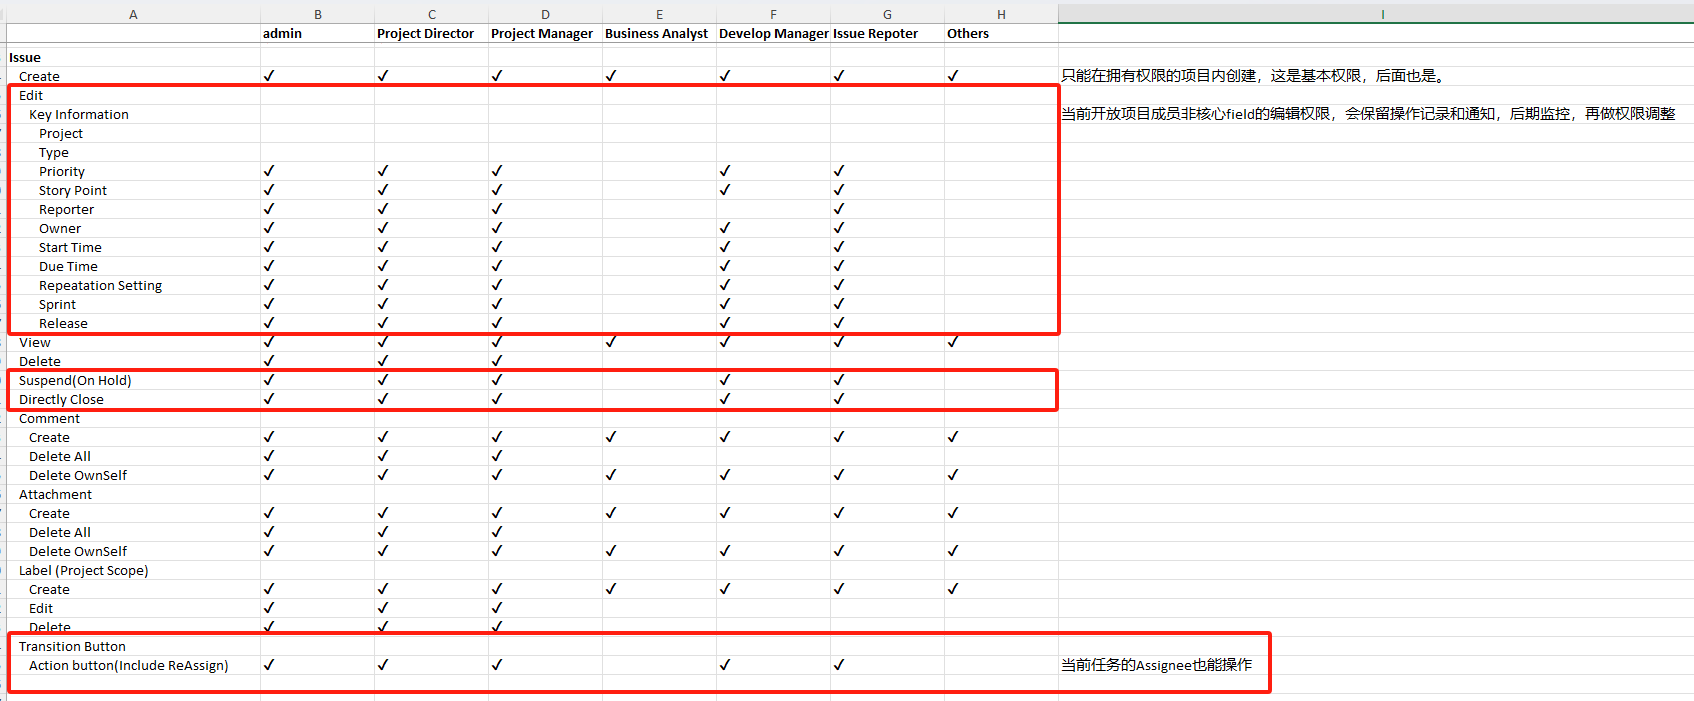 A B C D E F G H I
admin Project Director Project Manager Business Analyst Develop Manager Issue Repoter Others
Issue
Create ✓ ✓ ✓ ✓ ✓ ✓ ✓ 只能在拥有权限的项目内创建，这是基本权限，后面也是。
Edit
Key Information 当前开放项目成员非核心field的编辑权限，会保留操作记录和通知，后期监控，再做权限调整
Project
Type
Priority ✓ ✓ ✓ ✓ ✓
Story Point ✓ ✓ ✓ ✓ ✓
Reporter ✓ ✓ ✓ ✓
Owner ✓ ✓ ✓ ✓ ✓
Start Time ✓ ✓ ✓ ✓ ✓
Due Time ✓ ✓ ✓ ✓ ✓
Repeatation Setting ✓ ✓ ✓ ✓ ✓
Sprint ✓ ✓ ✓ ✓ ✓
Release ✓ ✓ ✓ ✓ ✓
View ✓ ✓ ✓ ✓ ✓ ✓ ✓
Delete ✓ ✓ ✓
Suspend(On Hold) ✓ ✓ ✓ ✓ ✓
Directly Close ✓ ✓ ✓ ✓ ✓
Comment
Create ✓ ✓ ✓ ✓ ✓ ✓ ✓
Delete All ✓ ✓ ✓
Delete OwnSelf ✓ ✓ ✓ ✓ ✓ ✓ ✓
Attachment
Create ✓ ✓ ✓ ✓ ✓ ✓ ✓
Delete All ✓ ✓ ✓
Delete OwnSelf ✓ ✓ ✓ ✓ ✓ ✓ ✓
Label (Project Scope)
Create ✓ ✓ ✓ ✓ ✓ ✓ ✓
Edit ✓ ✓ ✓
Delete ✓ ✓ ✓
Transition Button
Action button(Include ReAssign) ✓ ✓ ✓ ✓ ✓ 当前任务的Assignee也能操作